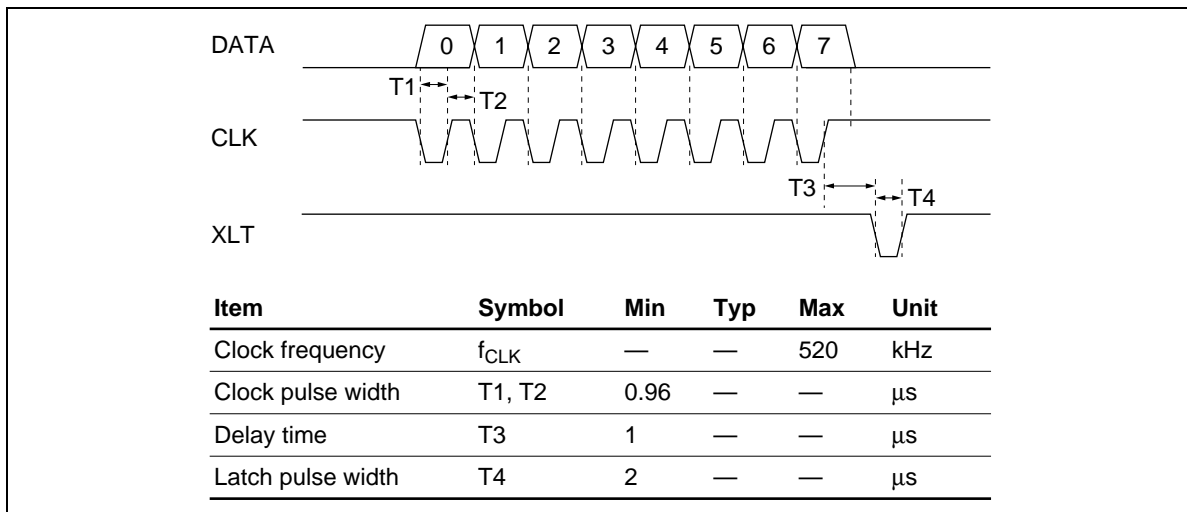 DATA 0 1 2 3 4 5 6 7
T1 T2
CLK
T3 T4
XLT
Item Symbol Min Typ Max Unit
Clock frequency fCLK — — 520 kHz
Clock pulse width T1, T2 0.96 — — μs
Delay time T3 1 — — μs
Latch pulse width T4 2 — — μs